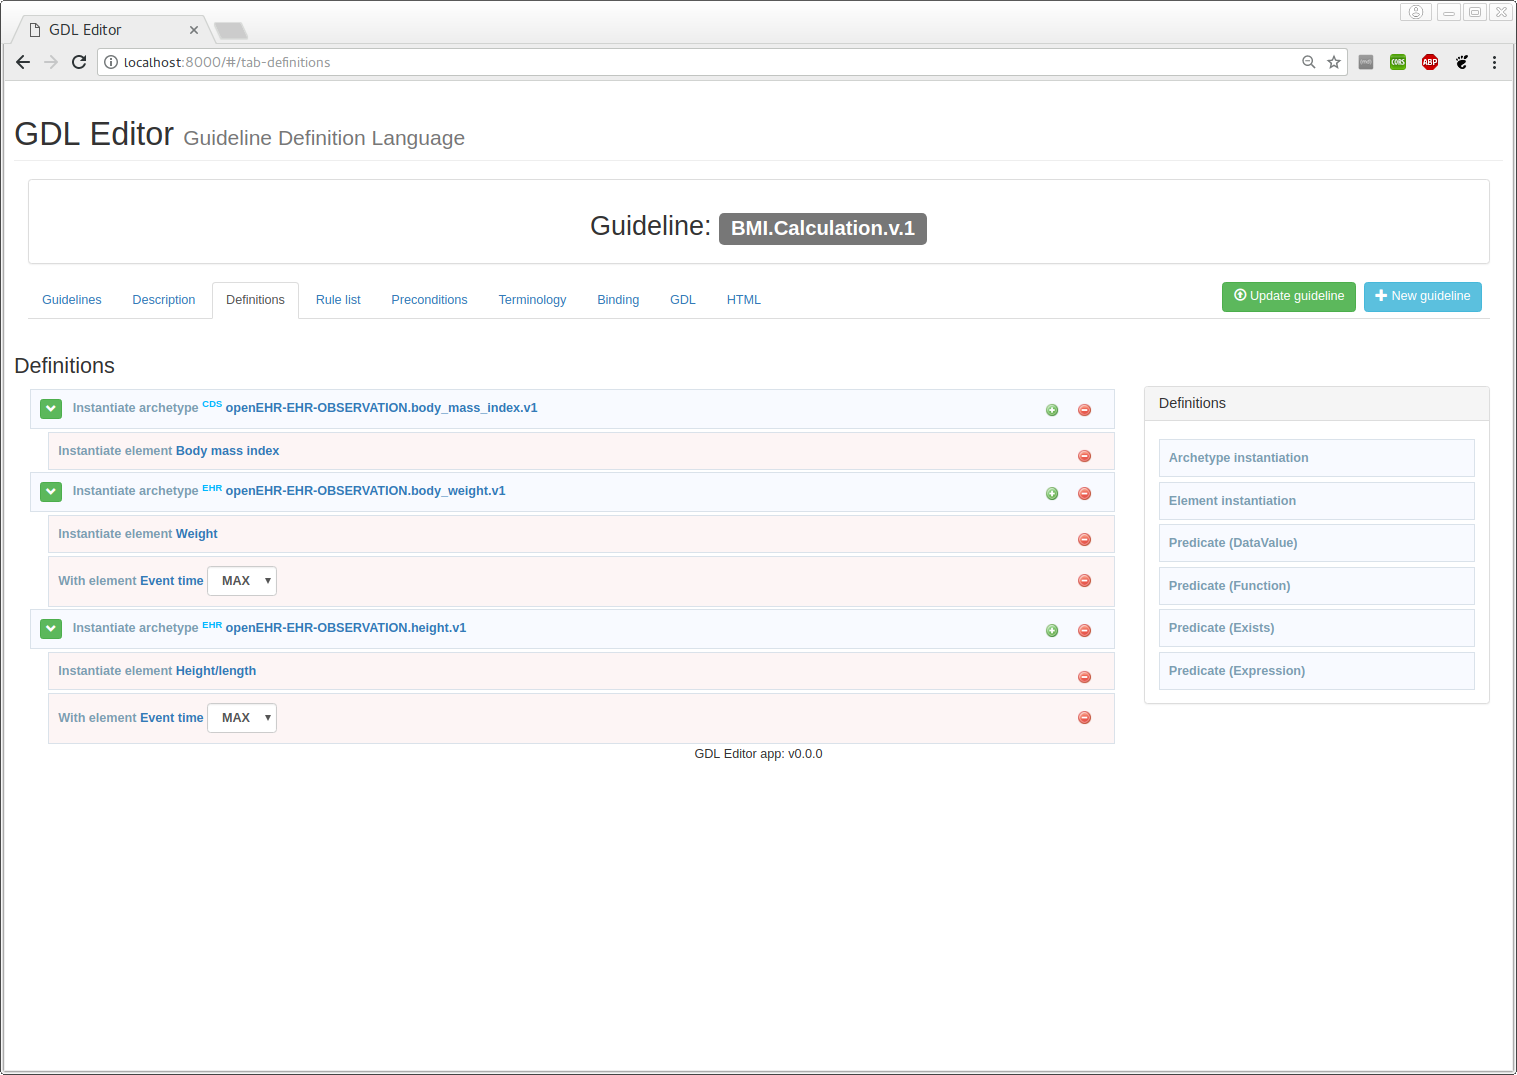 GDL Editor
localhost:8000/#/tab-definitions
CORS
ABP
GDL Editor Guideline Definition Language
Guideline: BMI.Calculation.v.1
Guidelines Description Definitions Rule list Preconditions Terminology Binding GDL HTML Update guideline New guideline
Definitions
Instantiate archetype CDS openEHR-EHR-OBSERVATION.body_mass_index.v1
Instantiate element Body mass index
Instantiate archetype EHR openEHR-EHR-OBSERVATION.body_weight.v1
Instantiate element Weight
With element Event time MAX
Instantiate archetype EHR openEHR-EHR-OBSERVATION.height.v1
Instantiate element Height/length
With element Event time MAX
Definitions
Archetype instantiation
Element instantiation
Predicate (DataValue)
Predicate (Function)
Predicate (Exists)
Predicate (Expression)
GDL Editor app: v0.0.0